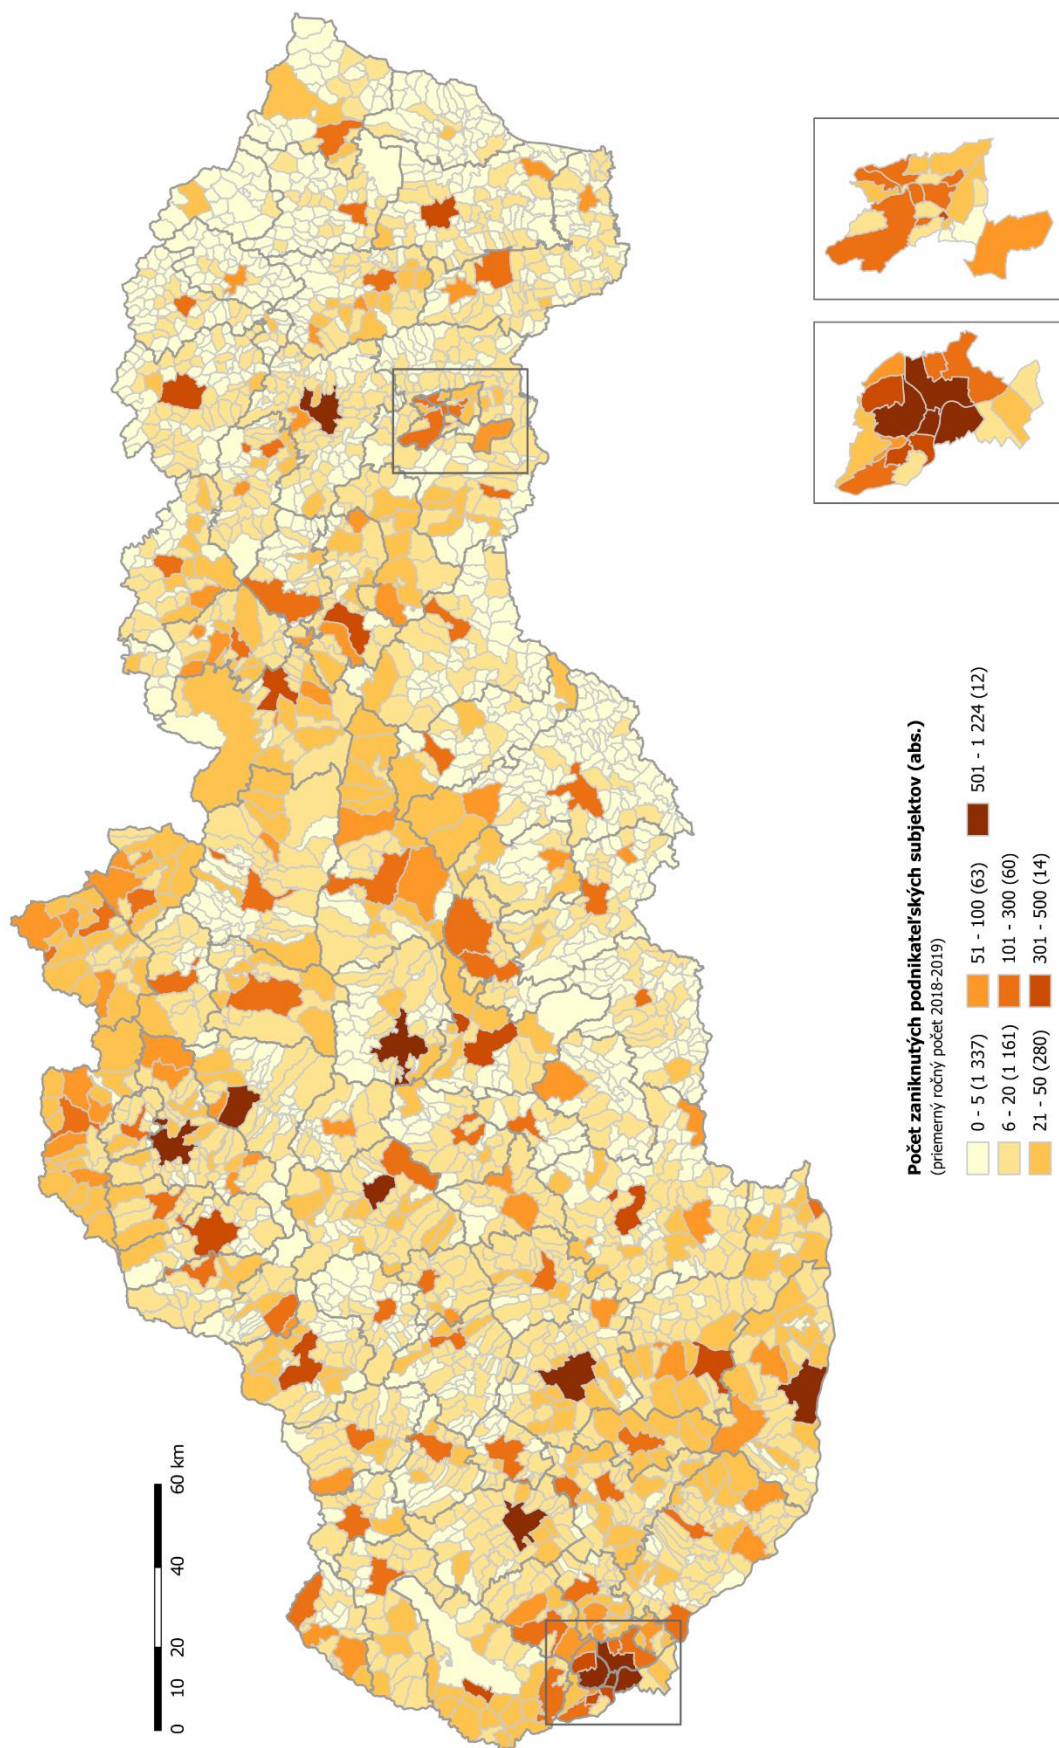 0 10 20 40 60 km
Počet zaniknutých podnikateľských subjektov (abs.)
(priemerný ročný počet 2018-2019)
0 - 5 (1 337) 51 - 100 (63) 501 - 1 224 (12)
6 - 20 (1 161) 101 - 300 (60)
21 - 50 (280) 301 - 500 (14)